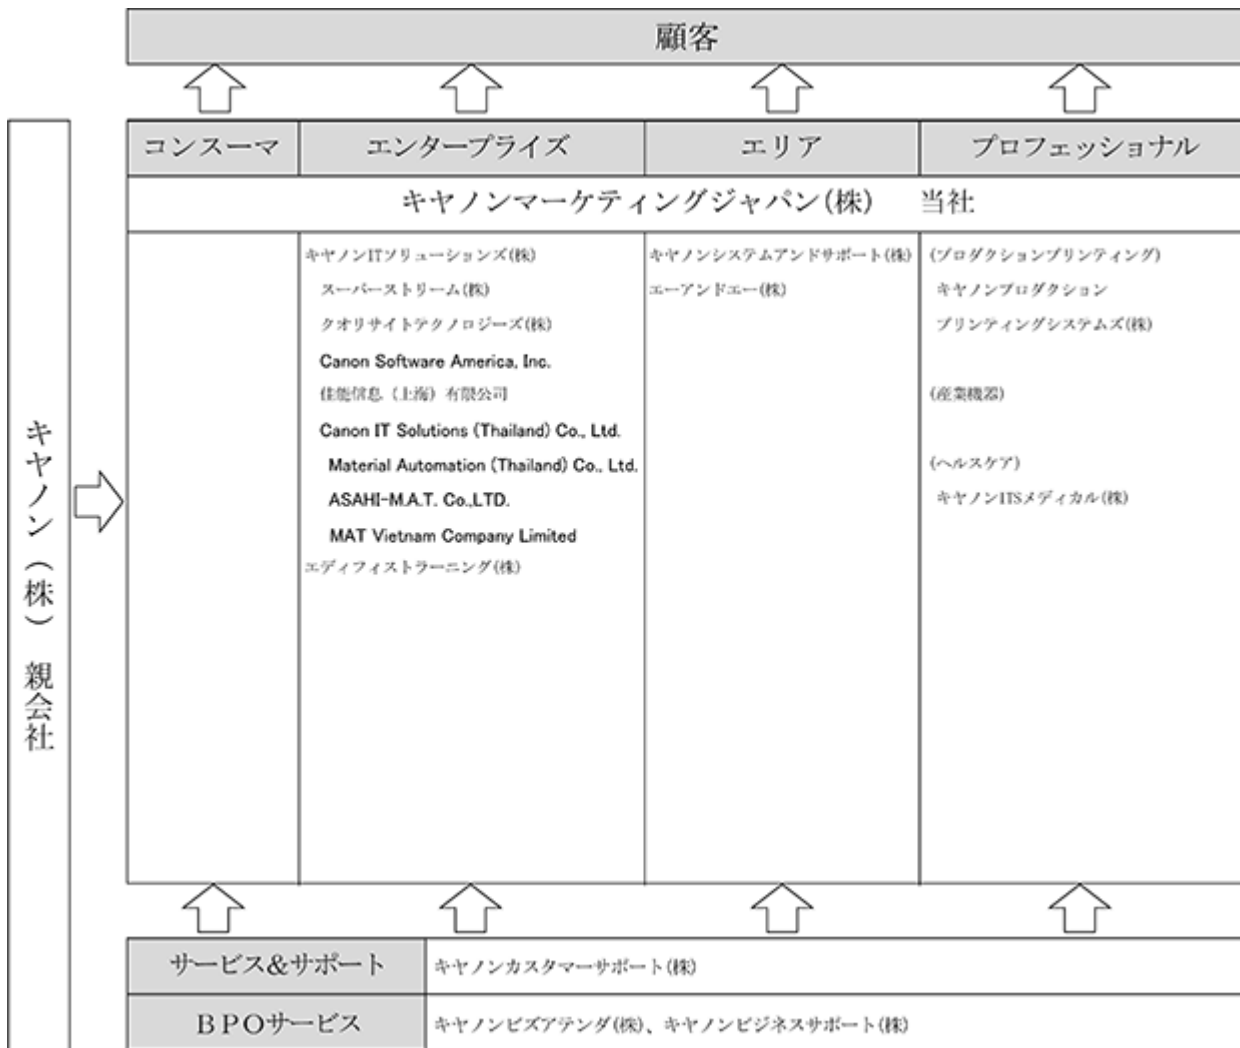 顧客
コンスーマ
エンタープライズ
エリア
プロフェッショナル
キヤノンマーケティングジャパン(株) 当社
キヤノン(株) 親会社
キヤノンITソリューションズ(株)
スーパーストリーム(株)
クオリサイトテクノロジーズ(株)
Canon Software America, Inc.
佳能信息（上海）有限公司
Canon IT Solutions (Thailand) Co., Ltd.
Material Automation (Thailand) Co., Ltd.
ASAHI-M.A.T. Co.,LTD.
MAT Vietnam Company Limited
エディフィストラーニング(株)
キヤノンシステムアンドサポート(株)
エーアンドエー(株)
(プロダクションプリンティング)
キヤノンプロダクション
プリンティングシステムズ(株)
(産業機器)
(ヘルスケア)
キヤノンITSメディカル(株)
サービス&サポート
キヤノンカスタマーサポート(株)
BPOサービス
キヤノンビズアテンダ(株)、キヤノンビジネスサポート(株)